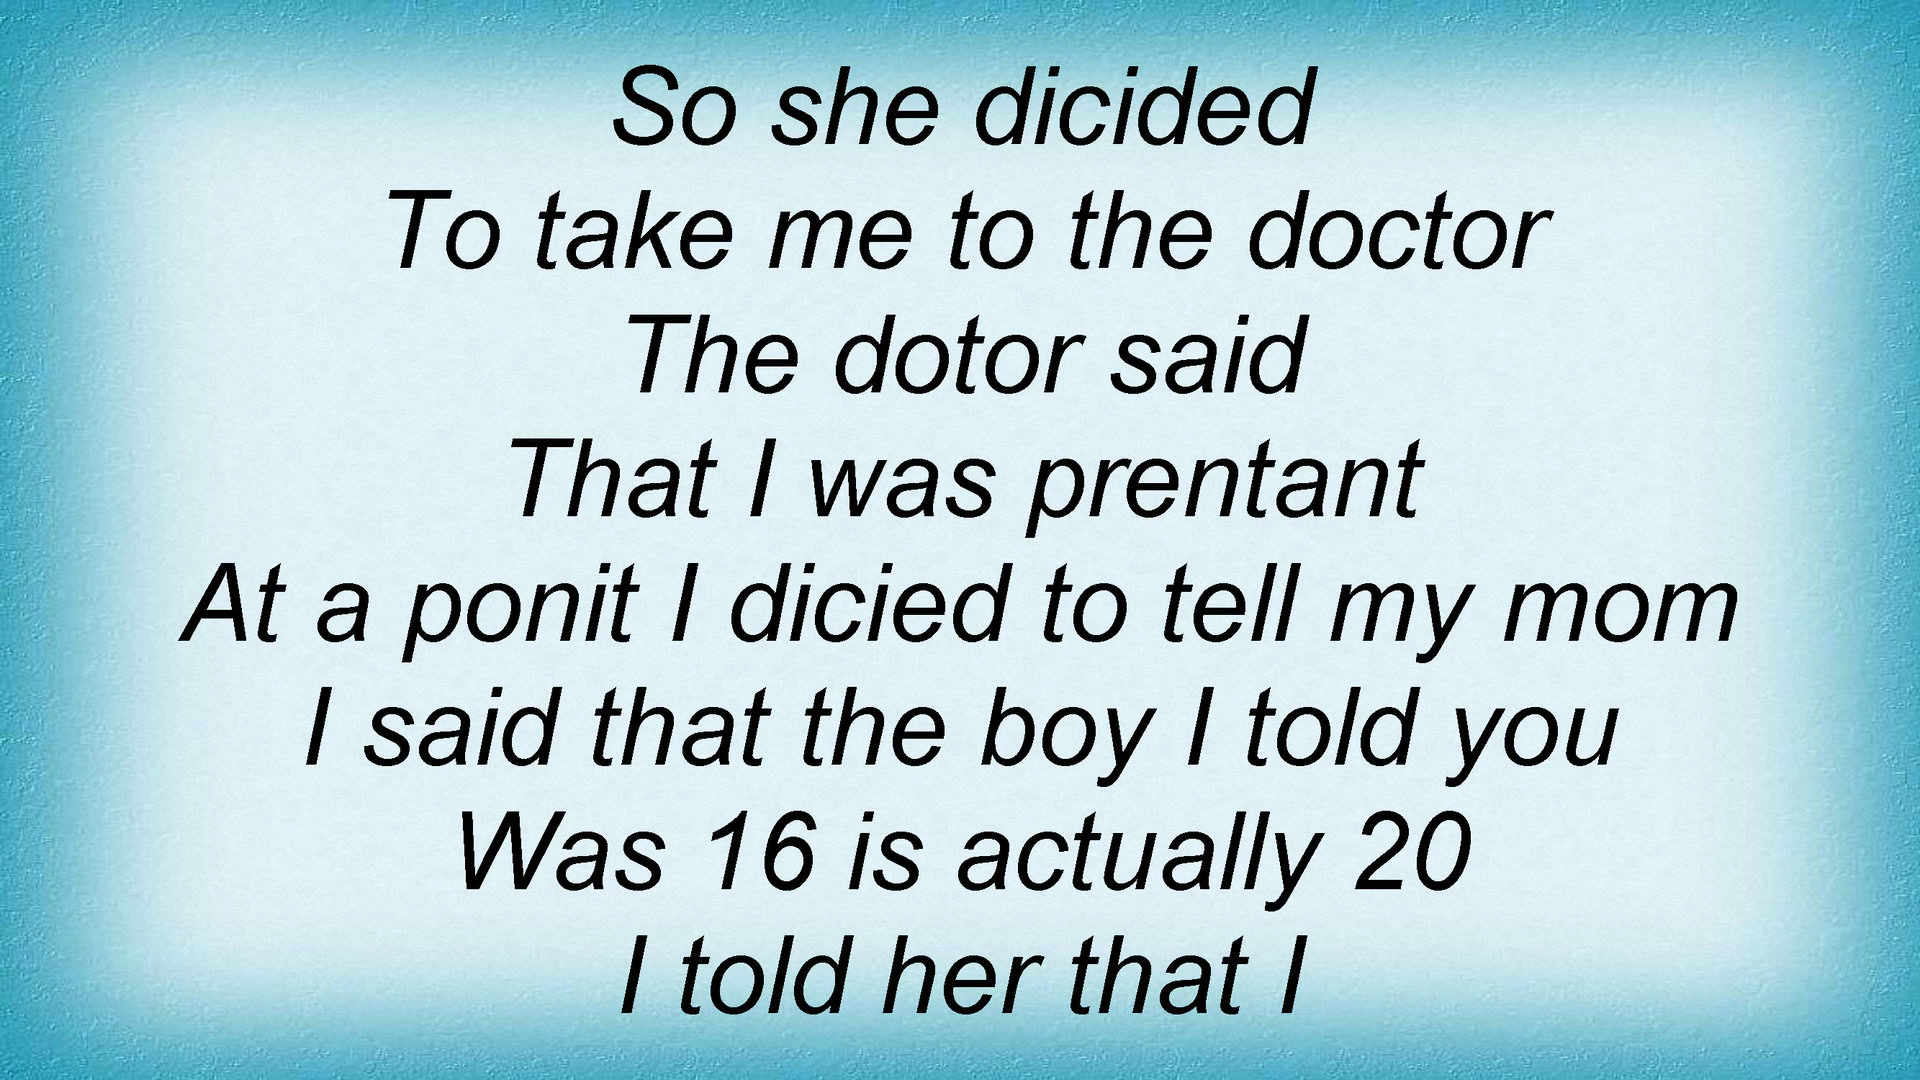 So she dicided
To take me to the doctor
The dotor said
That I was prentant
At a ponit I dicied to tell my mom
I said that the boy I told you
Was 16 is actually 20
I told her that I